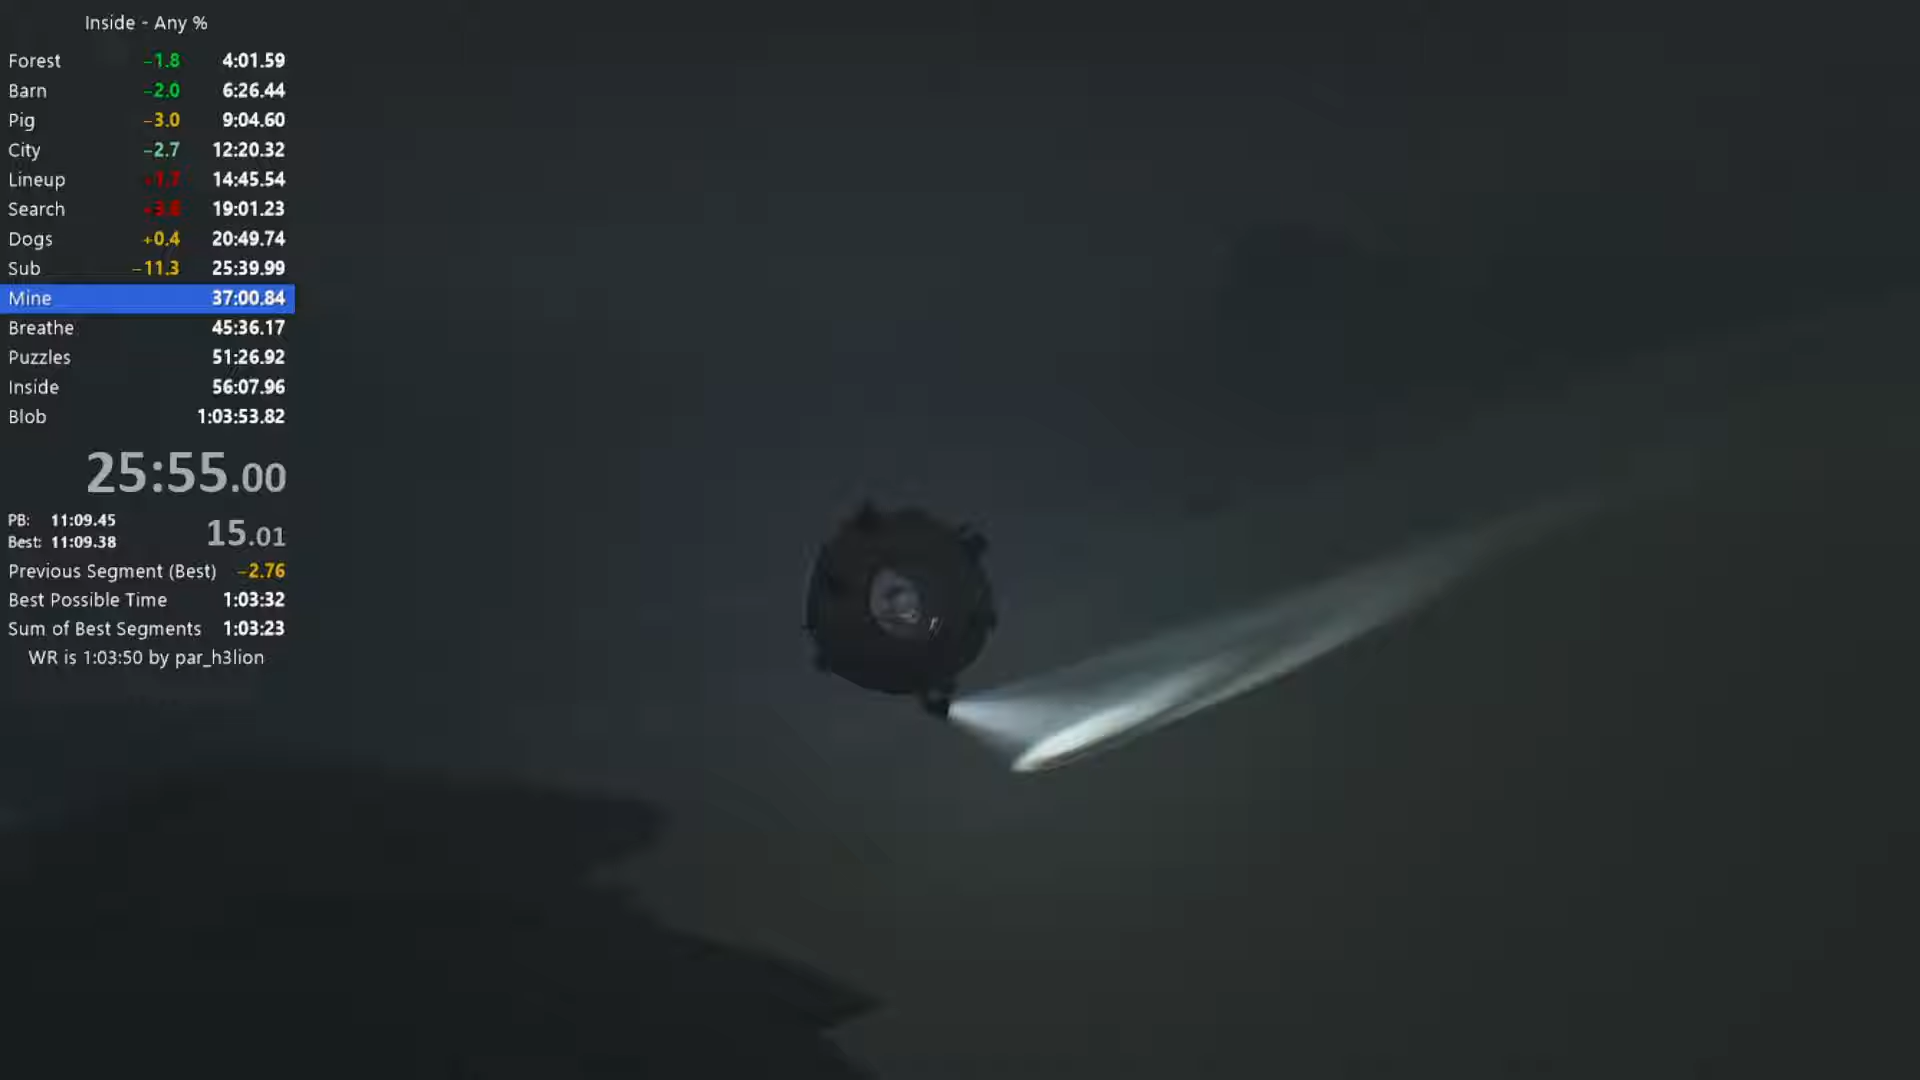 Inside - Any %
Forest -1.8 4:01.59
Barn -2.0 6:26.44
Pig -3.0 9:04.60
City -2.7 12:20.32
Lineup +1.7 14:45.54
Search 19:01.23
Dogs +0.4 20:49.74
Sub -11.3 25:39.99
Mine 37:00.84
Breathe 45:36.17
Puzzles 51:26.92
Inside 56:07.96
Blob 1:03:53.82
25:55.00
PB: 11:09.45
15.01
Best: 11:09.38
Previous Segment (Best) -2.76
Best Possible Time 1:03:32
Sum of Best Segments 1:03:23
WR is 1:03:50 by par_h3lion